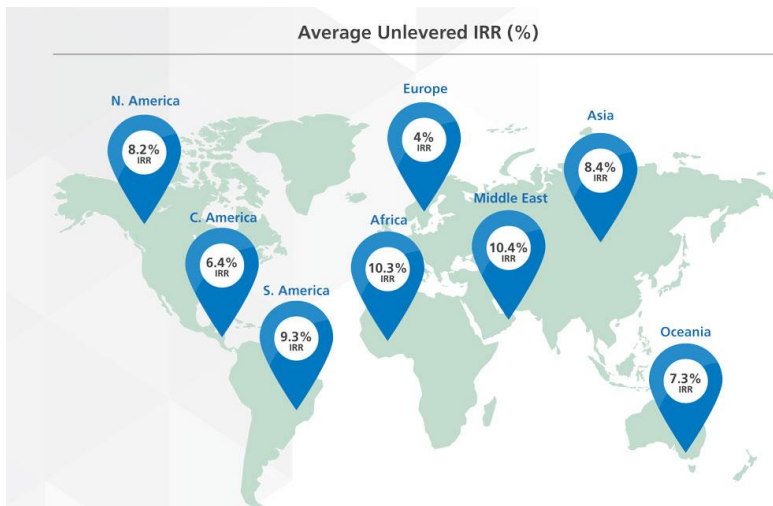 Average Unlevered IRR (%)
N. America
8.2%
IRR
Europe
4%
IRR
Asia
8.4%
IRR
C. America
6.4%
IRR
Africa
10.3%
IRR
Middle East
10.4%
IRR
S. America
9.3%
IRR
Oceania
7.3%
IRR